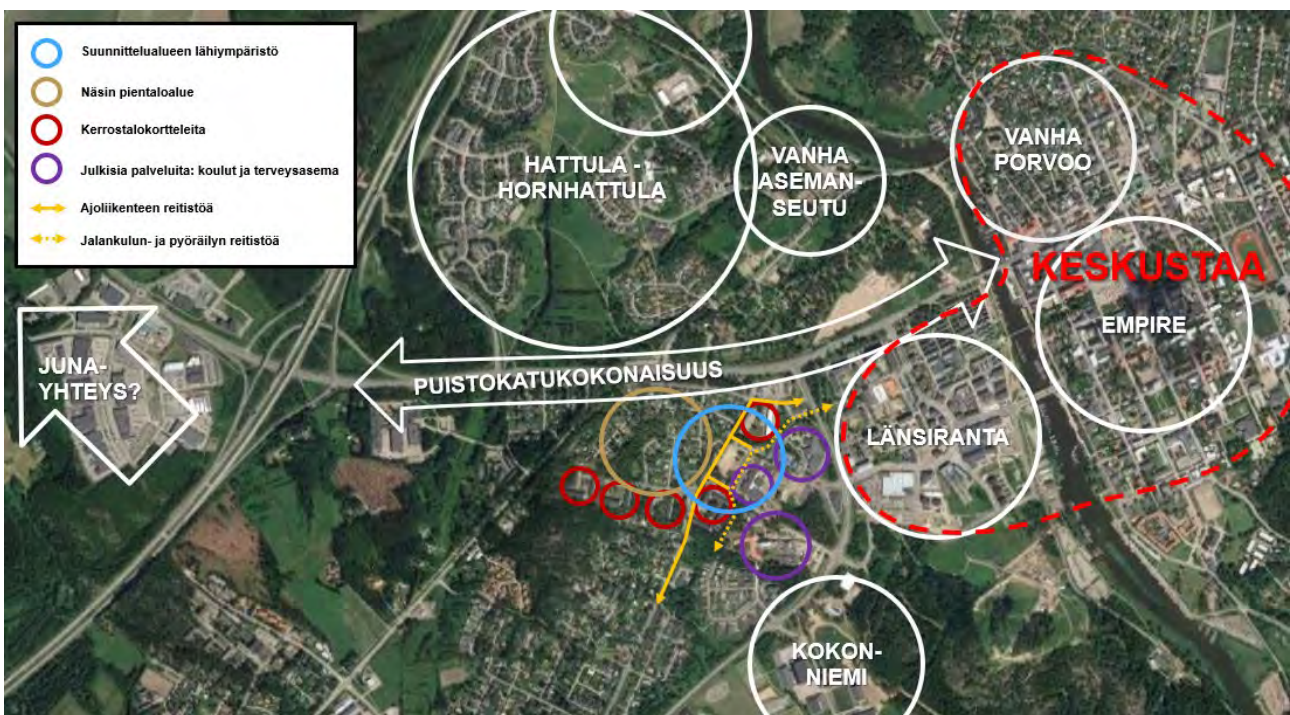 Suunnittelualueen lähiympäristö
Näsin pientaloalue
Kerrostalokortteleita
Julkisia palveluita: koulut ja terveysasema
Ajoliikenteen reitistöä
Jalankulun- ja pyöräilyn reitistöä
HATTULA -
HORNHATTULA
VANHA
ASEMAN-
SEUTU
VANHA
PORVOO
KESKUSTAA
EMPIRE
JUNA-
YHTEYS?
PUISTOKATUKOKONAISUUS
LÄNSIRANTA
KOKON-
NIEMI